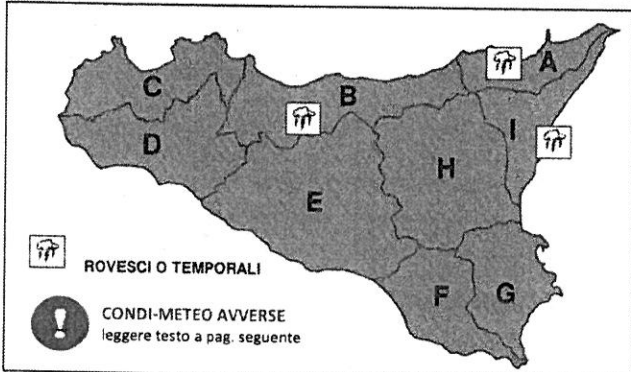 A
C
B
I
D
H
E
F
G
ROVESCI O TEMPORALI
!
CONDI-METEO AVVERSE
leggere testo a pag. seguente